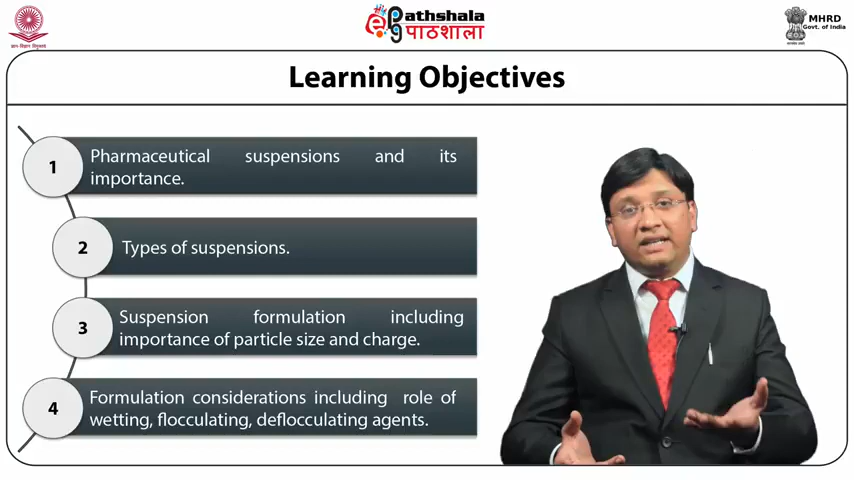 Pathshala
पाठशाला
MHRD
Govt. of India
Learning Objectives
1
Pharmaceutical suspensions and its
importance.
2
Types of suspensions.
3
Suspension formulation including
importance of particle size and charge.
4
Formulation considerations including role of
wetting, flocculating, deflocculating agents.